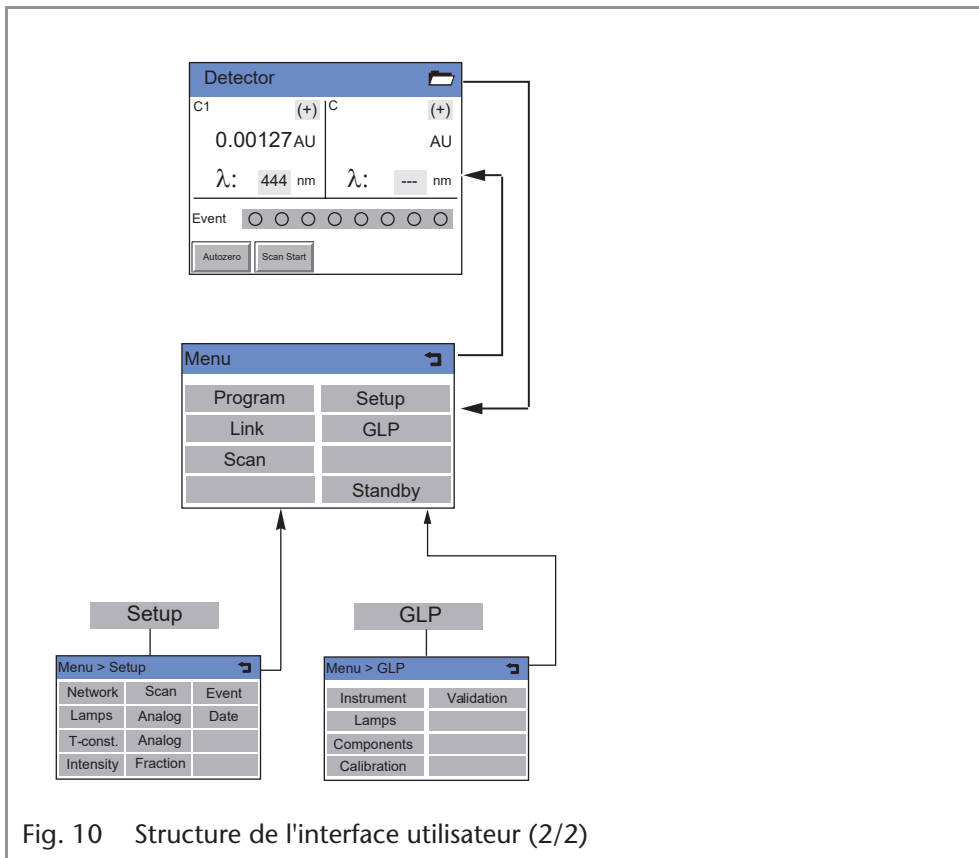 Detector
C1 (+) C (+)
0.00127 AU AU
λ: 444 nm λ: --- nm
Event
Autozero Scan Start
Menu
Program Setup
Link GLP
Scan
Standby
Setup GLP
Menu > Setup
Network Scan Event
Lamps Analog Date
T-const. Analog
Intensity Fraction
Menu > GLP
Instrument Validation
Lamps
Components
Calibration
Fig. 10 Structure de l'interface utilisateur (2/2)